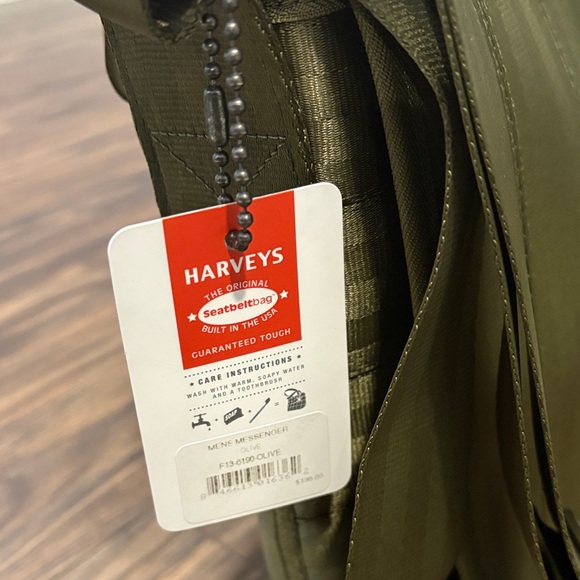 HARVEYS
THE ORIGINAL
Seatbeltbag
BUILT IN THE USA
GUARANTEED TOUGH
* CARE INSTRUCTIONS *
WASH WITH WARM, SOAPY WATER
AND A TOOTHBRUSH
SOAP
MENS MESSENGER
OLIVE
F13-6190-OLIVE